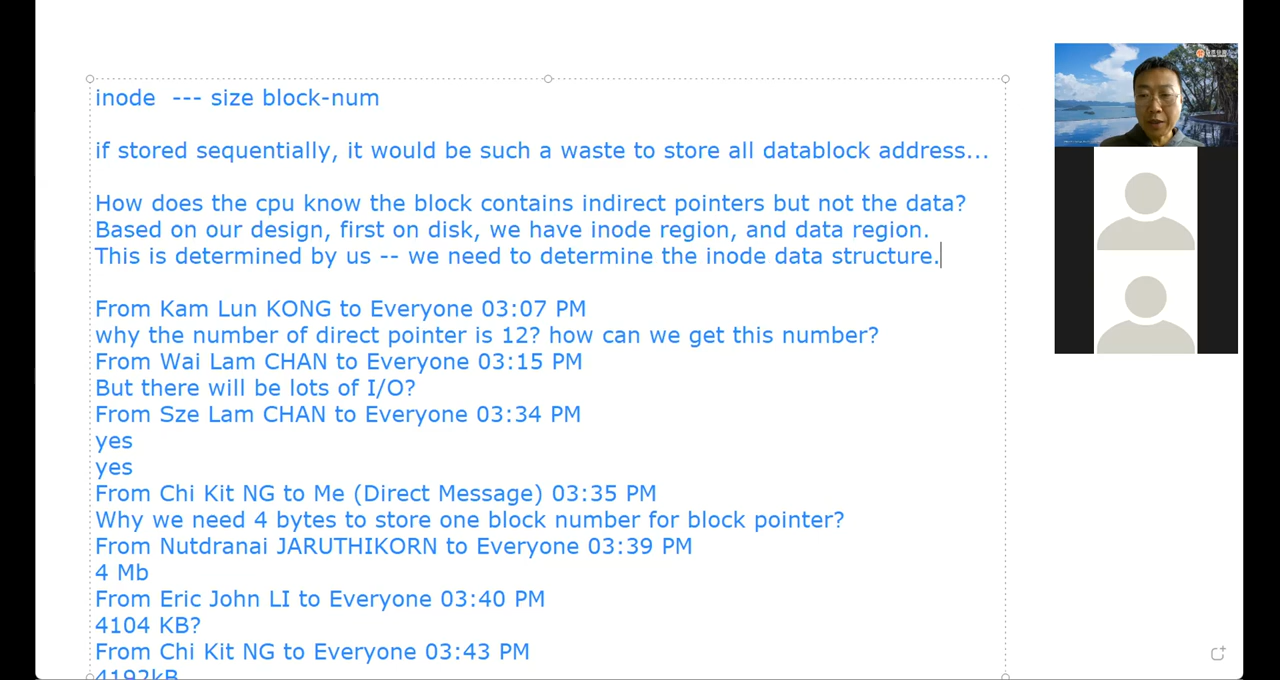 inode  --- size block-num
if stored sequentially, it would be such a waste to store all datablock address...
How does the cpu know the block contains indirect pointers but not the data?
Based on our design, first on disk, we have inode region, and data region.
This is determined by us -- we need to determine the inode data structure.
From Kam Lun KONG to Everyone 03:07 PM
why the number of direct pointer is 12? how can we get this number?
From Wai Lam CHAN to Everyone 03:15 PM
But there will be lots of I/O?
From Sze Lam CHAN to Everyone 03:34 PM
yes
yes
From Chi Kit NG to Me (Direct Message) 03:35 PM
Why we need 4 bytes to store one block number for block pointer?
From Nutdranai JARUTHIKORN to Everyone 03:39 PM
4 Mb
From Eric John LI to Everyone 03:40 PM
4104 KB?
From Chi Kit NG to Everyone 03:43 PM
4192kB